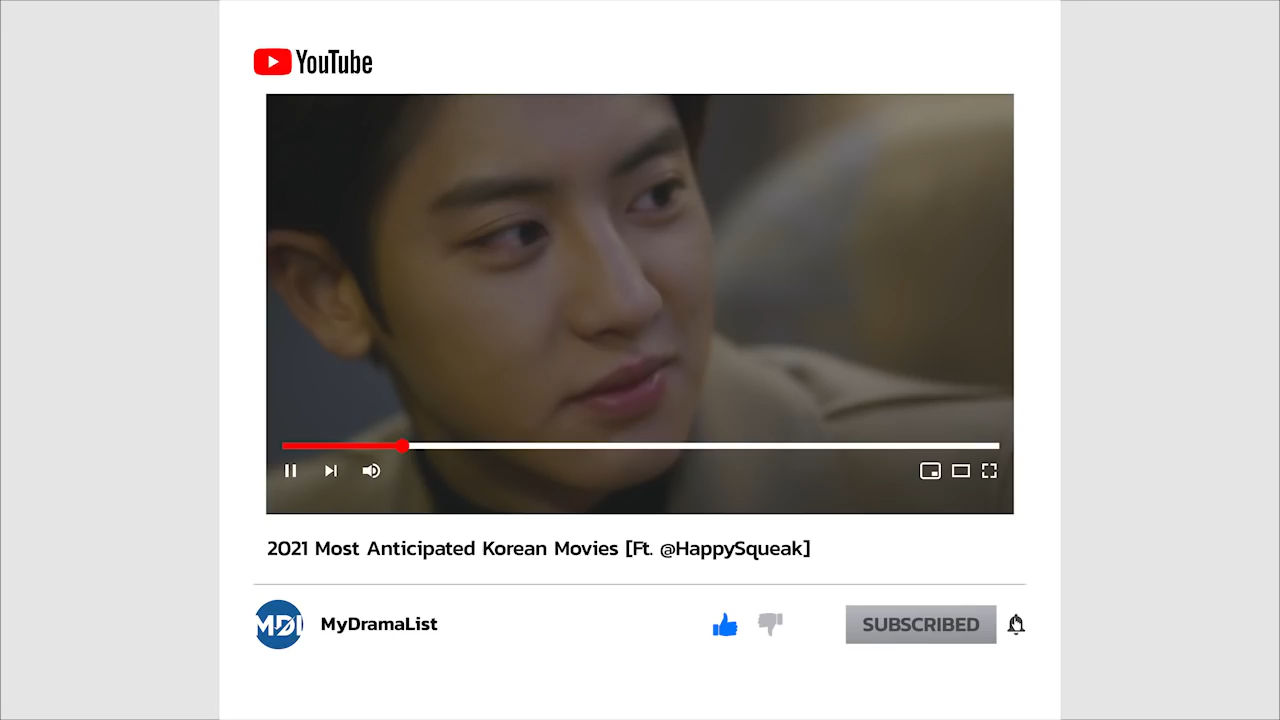 YouTube
2021 Most Anticipated Korean Movies [Ft. @HappySqueak]
MDL
MyDramaList
SUBSCRIBED